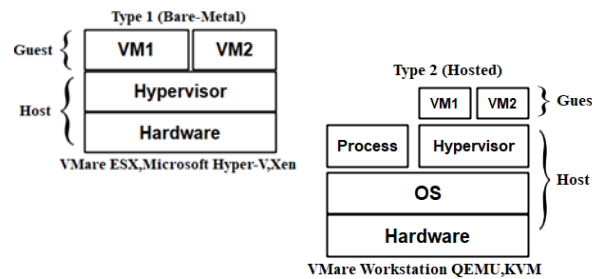 Type 1 (Bare-Metal)
Guest
VM1
VM2
Host
Hypervisor
Hardware
VMare ESX,Microsoft Hyper-V,Xen
Type 2 (Hosted)
VM1
VM2
Gues
Process
Hypervisor
Host
OS
Hardware
VMare Workstation QEMU,KVM